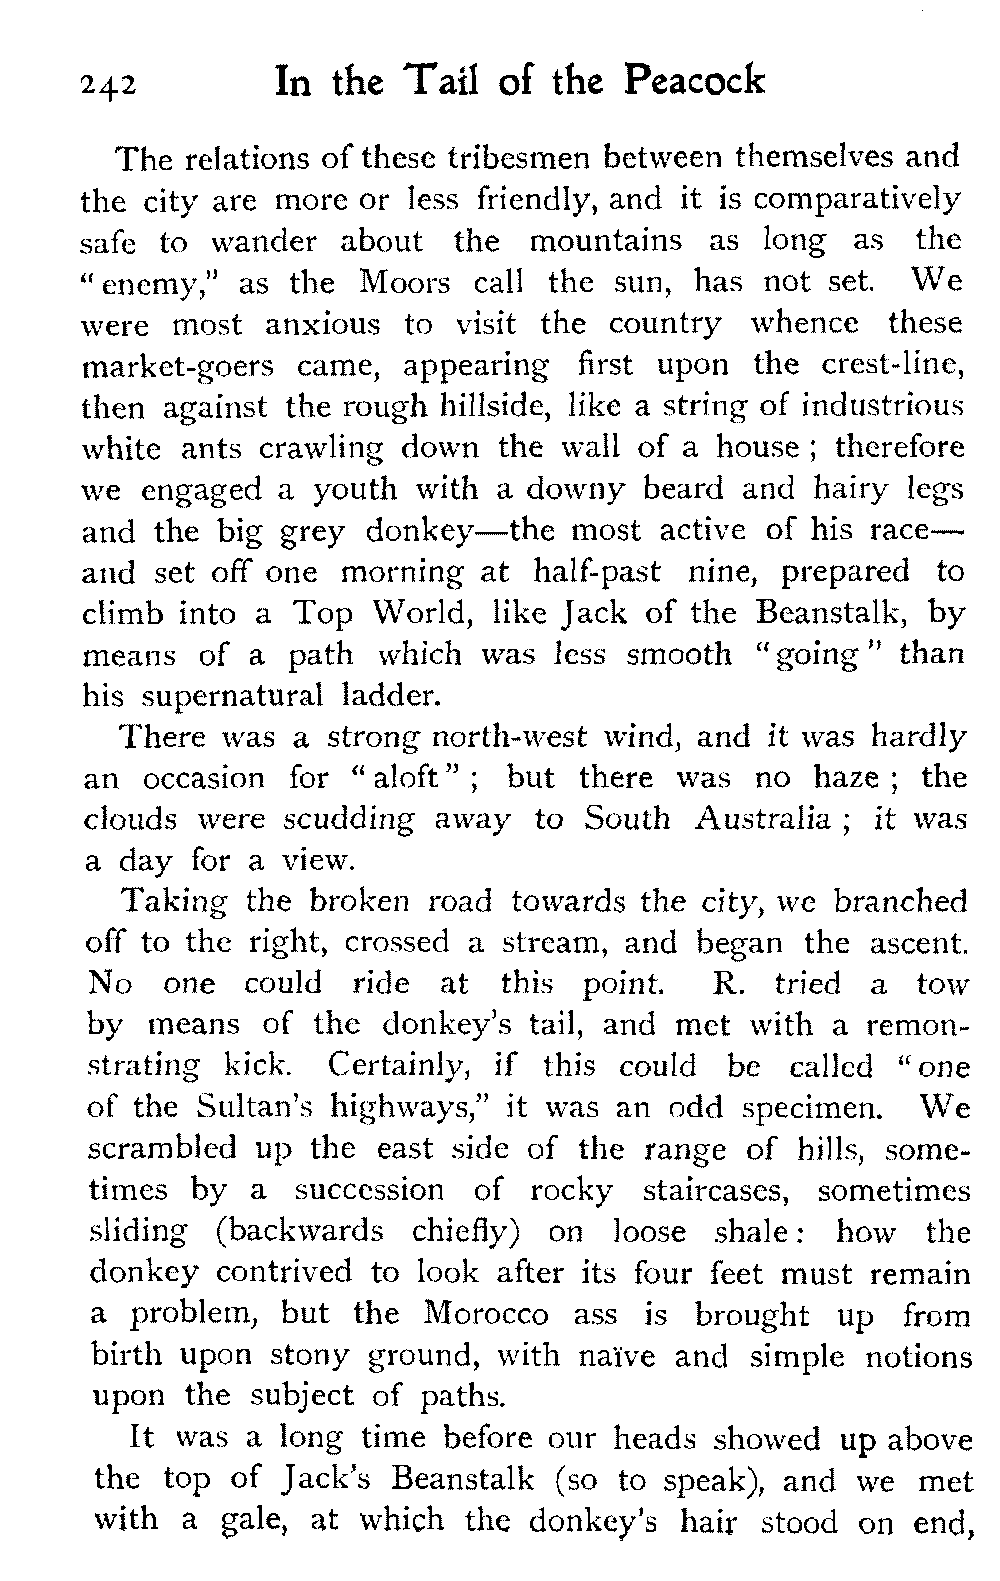 242 In the Tail of the Peacock
The relations of these tribesmen between themselves and
the city are more or less friendly, and it is comparatively
safe to wander about the mountains as long as the
" enemy," as the Moors call the sun, has not set. We
were most anxious to visit the country whence these
market-goers came, appearing first upon the crest-line,
then against the rough hillside, like a string of industrious
white ants crawling down the wall of a house ; therefore
we engaged a youth with a downy beard and hairy legs
and the big grey donkey—the most active of his race—
and set off one morning at half-past nine, prepared to
climb into a Top World, like Jack of the Beanstalk, by
means of a path which was less smooth "going" than
his supernatural ladder.
There was a strong north-west wind, and it was hardly
an occasion for "aloft" ; but there was no haze ; the
clouds were scudding away to South Australia ; it was
a day for a view.
Taking the broken road towards the city, we branched
off to the right, crossed a stream, and began the ascent.
No one could ride at this point. R. tried a tow
by means of the donkey's tail, and met with a remon-
strating kick. Certainly, if this could be called "one
of the Sultan's highways," it was an odd specimen. We
scrambled up the east side of the range of hills, some-
times by a succession of rocky staircases, sometimes
sliding (backwards chiefly) on loose shale : how the
donkey contrived to look after its four feet must remain
a problem, but the Morocco ass is brought up from
birth upon stony ground, with naïve and simple notions
upon the subject of paths.
It was a long time before our heads showed up above
the top of Jack's Beanstalk (so to speak), and we met
with a gale, at which the donkey's hair stood on end,